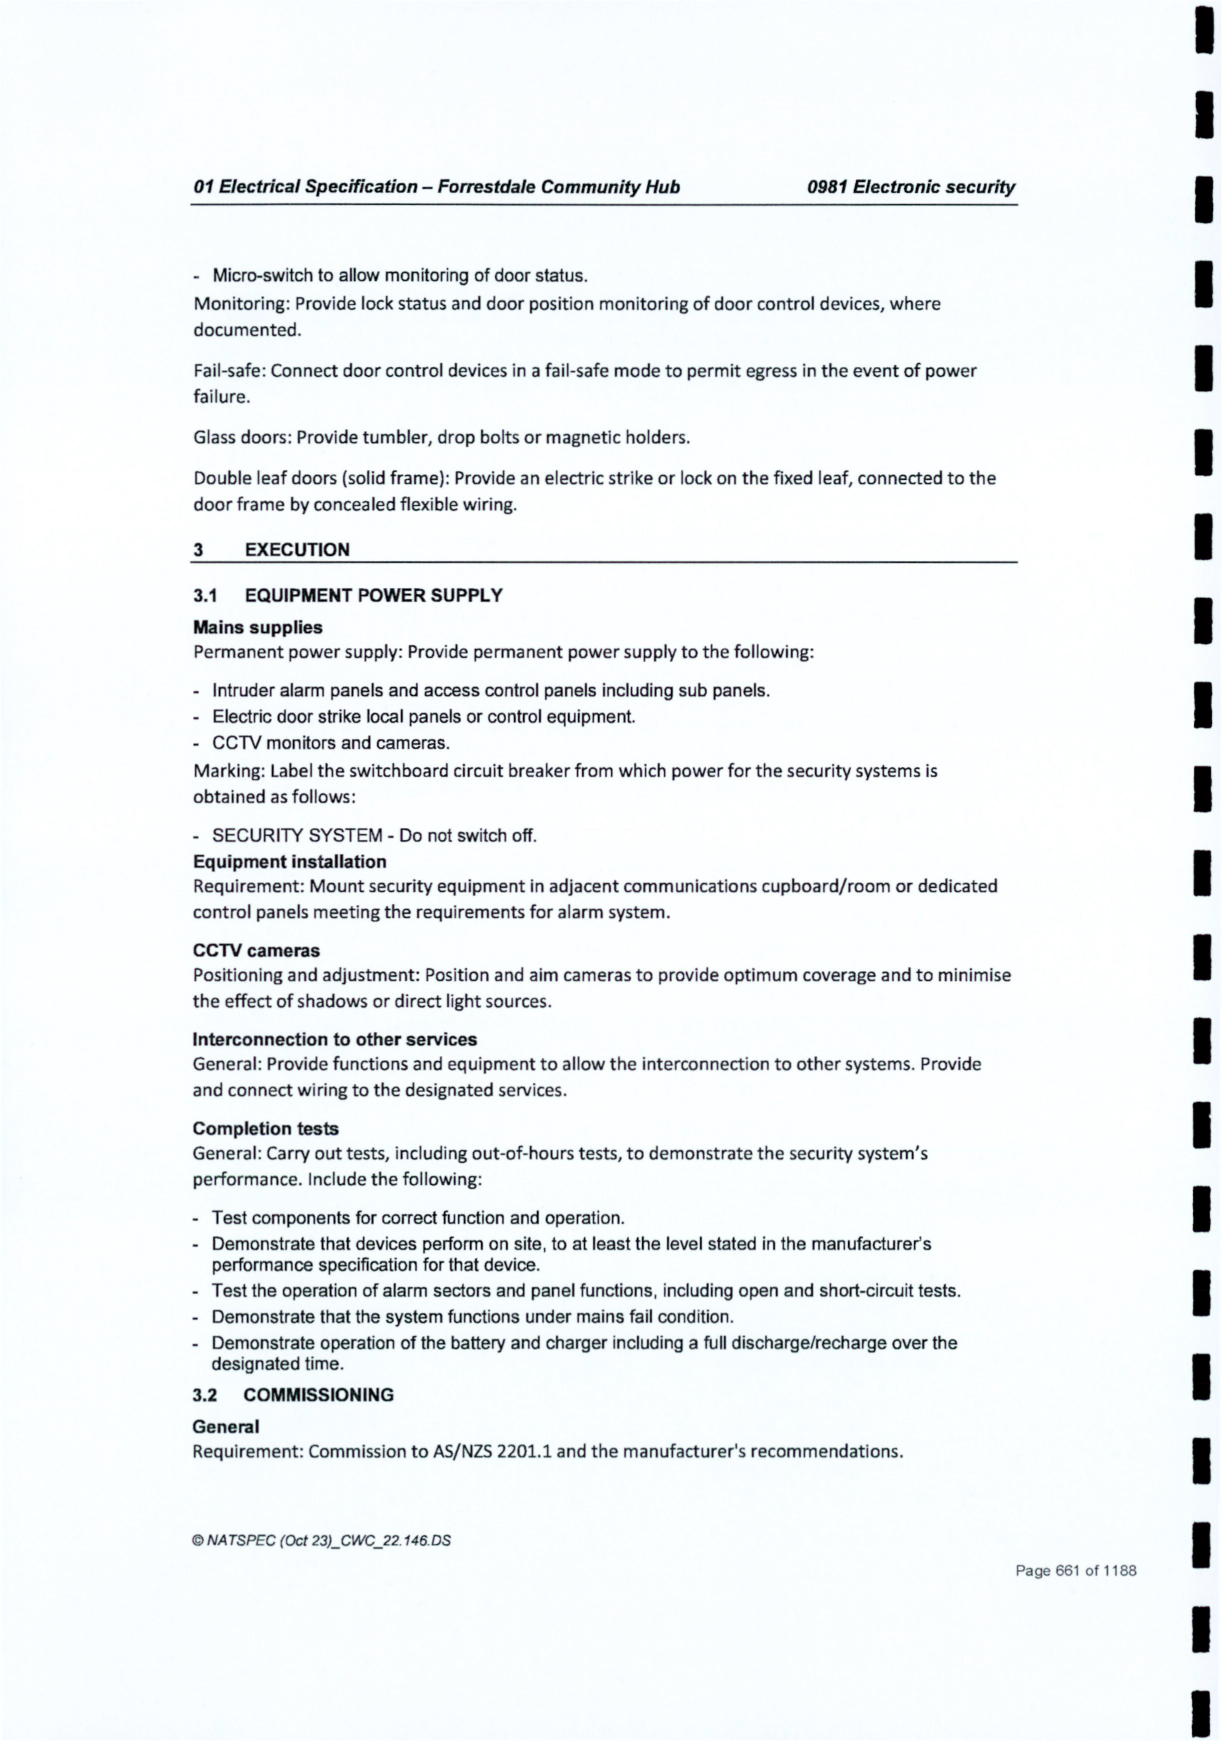 01 Electrical Specification – Forrestdale Community Hub 0981 Electronic security
- Micro-switch to allow monitoring of door status.
Monitoring: Provide lock status and door position monitoring of door control devices, where
documented.
Fail-safe: Connect door control devices in a fail-safe mode to permit egress in the event of power
failure.
Glass doors: Provide tumbler, drop bolts or magnetic holders.
Double leaf doors (solid frame): Provide an electric strike or lock on the fixed leaf, connected to the
door frame by concealed flexible wiring.
3 EXECUTION
3.1 EQUIPMENT POWER SUPPLY
Mains supplies
Permanent power supply: Provide permanent power supply to the following:
- Intruder alarm panels and access control panels including sub panels.
- Electric door strike local panels or control equipment.
- CCTV monitors and cameras.
Marking: Label the switchboard circuit breaker from which power for the security systems is
obtained as follows:
- SECURITY SYSTEM - Do not switch off.
Equipment installation
Requirement: Mount security equipment in adjacent communications cupboard/room or dedicated
control panels meeting the requirements for alarm system.
CCTV cameras
Positioning and adjustment: Position and aim cameras to provide optimum coverage and to minimise
the effect of shadows or direct light sources.
Interconnection to other services
General: Provide functions and equipment to allow the interconnection to other systems. Provide
and connect wiring to the designated services.
Completion tests
General: Carry out tests, including out-of-hours tests, to demonstrate the security system's
performance. Include the following:
- Test components for correct function and operation.
- Demonstrate that devices perform on site, to at least the level stated in the manufacturer's
performance specification for that device.
- Test the operation of alarm sectors and panel functions, including open and short-circuit tests.
- Demonstrate that the system functions under mains fail condition.
- Demonstrate operation of the battery and charger including a full discharge/recharge over the
designated time.
3.2 COMMISSIONING
General
Requirement: Commission to AS/NZS 2201.1 and the manufacturer's recommendations.
© NATSPEC (Oct 23)_CWC_22.146.DS
Page 661 of 1188